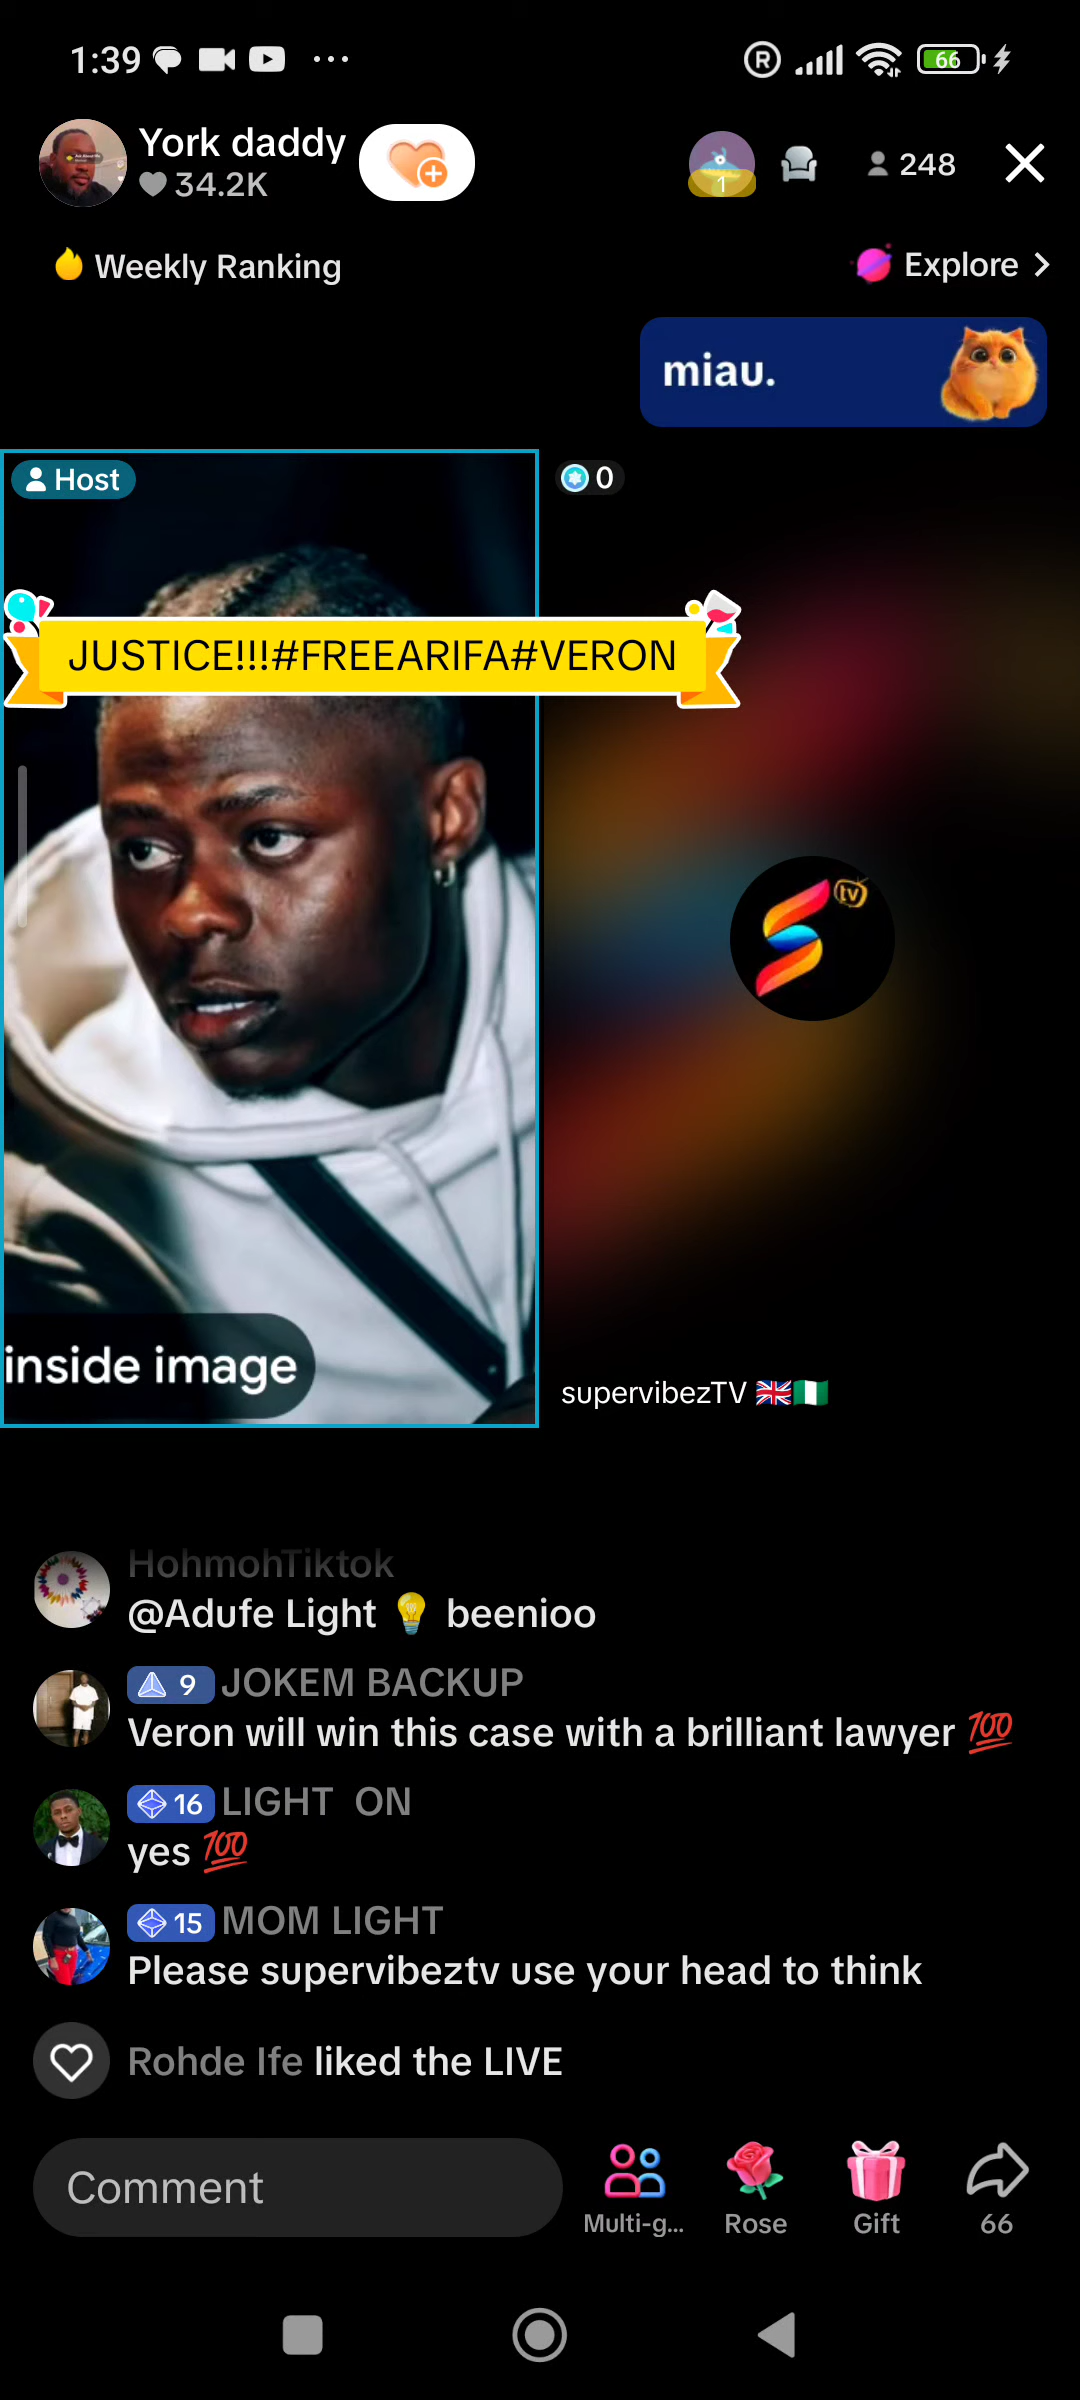 1:39
66
York daddy
34.2K
1
248
Weekly Ranking
Explore
miau.
Host
0
JUSTICE!!!#FREEARIFA#VERON
tv
inside image
supervibezTV 🇬🇧🇳🇬
HohmohTiktok
@Adufe Light 💡 beenioo
9 JOKEM BACKUP
Veron will win this case with a brilliant lawyer 💯
16 LIGHT ON
yes 💯
15 MOM LIGHT
Please supervibeztv use your head to think
Rohde Ife liked the LIVE
Comment
Multi-g...
Rose
Gift
66